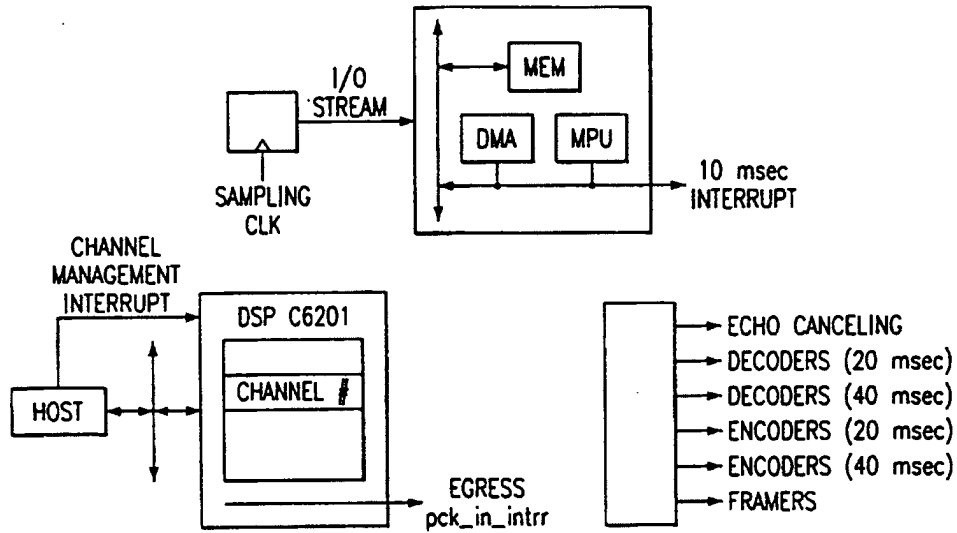 I/O
STREAM
MEM
DMA
MPU
10 msec
INTERRUPT
SAMPLING
CLK
CHANNEL
MANAGEMENT
INTERRUPT
DSP C6201
CHANNEL #
HOST
EGRESS
pck_in_intrr
ECHO CANCELING
DECODERS (20 msec)
DECODERS (40 msec)
ENCODERS (20 msec)
ENCODERS (40 msec)
FRAMERS